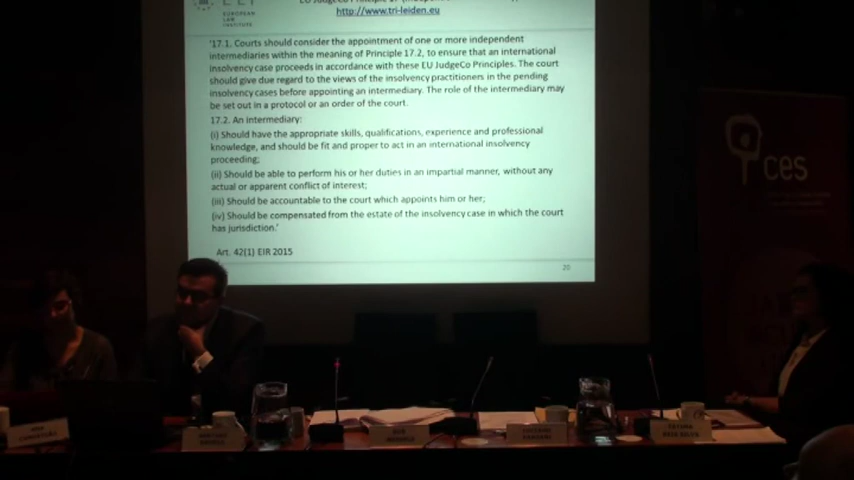 EUROPEAN
LAW
INSTITUTE
http://www.tri-leiden.eu
'17.1. Courts should consider the appointment of one or more independent
intermediaries within the meaning of Principle 17.2, to ensure that an international
insolvency case proceeds in accordance with these EU JudgeCo Principles. The court
should give due regard to the views of the insolvency practitioners in the pending
insolvency cases before appointing an intermediary. The role of the intermediary may
be set out in a protocol or an order of the court.
17.2. An intermediary:
(i) Should have the appropriate skills, qualifications, experience and professional
knowledge, and should be fit and proper to act in an international insolvency
proceeding;
(ii) Should be able to perform his or her duties in an impartial manner, without any
actual or apparent conflict of interest;
(iii) Should be accountable to the court which appoints him or her;
(iv) Should be compensated from the estate of the insolvency case in which the court
has jurisdiction.'
Art. 42(1) EIR 2015
20
ces